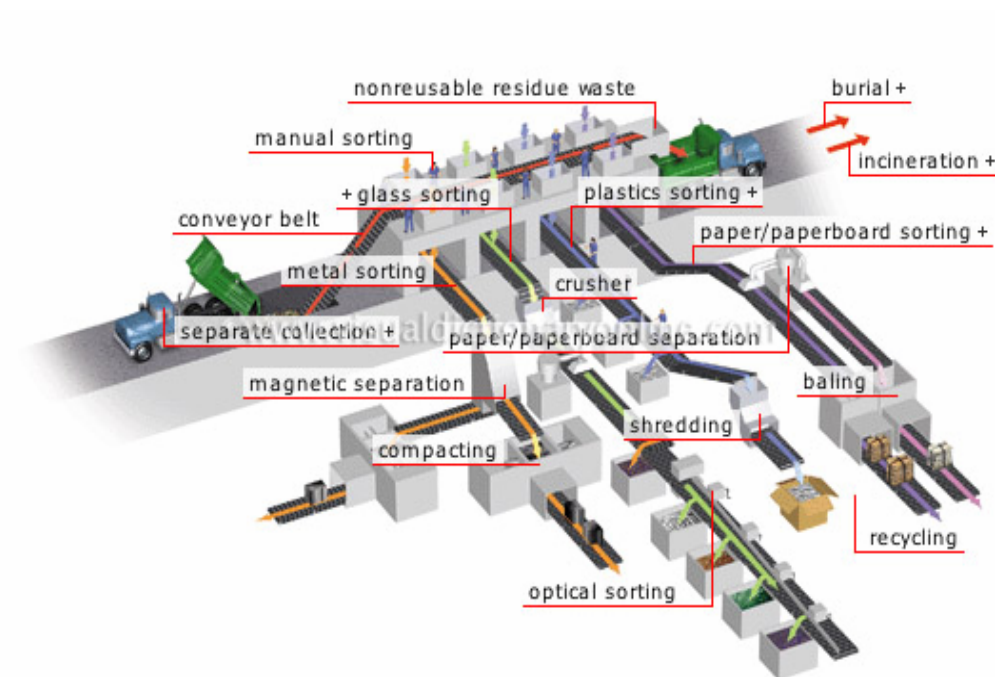 nonreusable residue waste
burial +
manual sorting
incineration +
+ glass sorting
plastics sorting +
conveyor belt
paper/paperboard sorting +
metal sorting
crusher
separate collection +
paper/paperboard separation
magnetic separation
baling
shredding
compacting
recycling
optical sorting